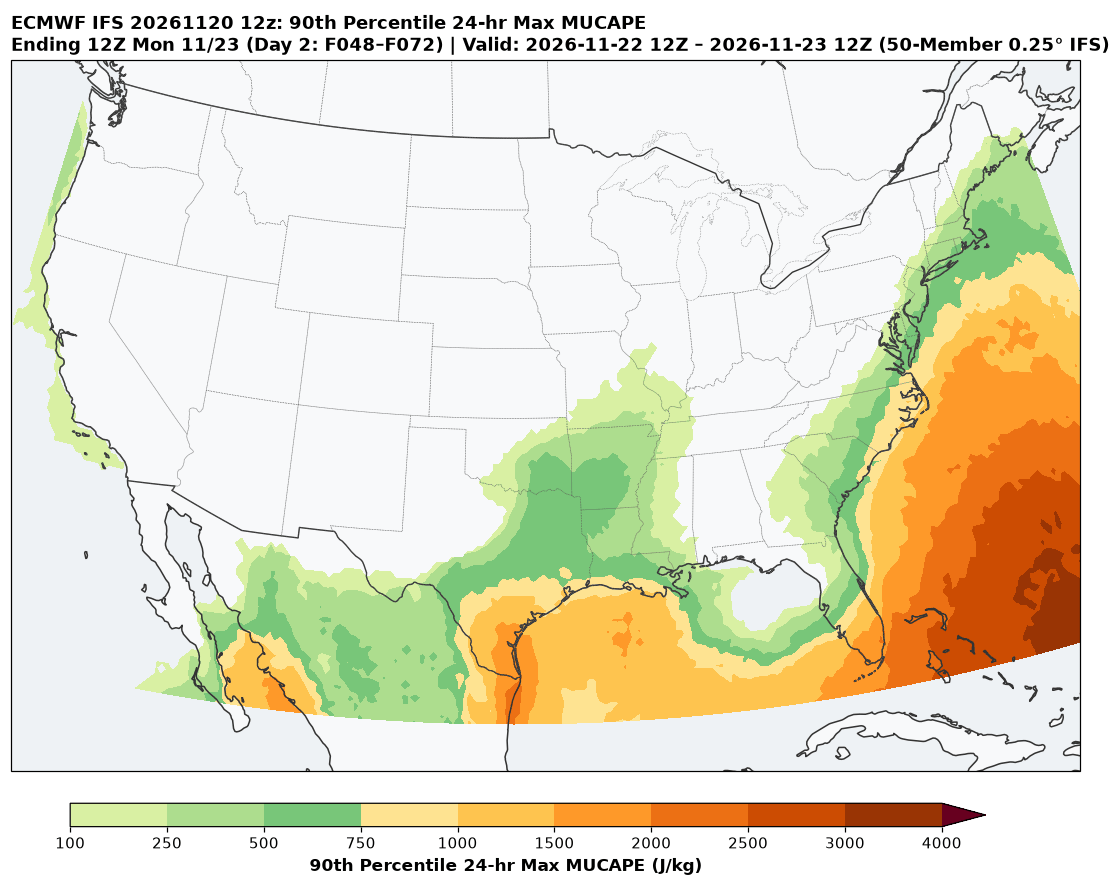 ECMWF IFS 20261120 12z: 90th Percentile 24-hr Max MUCAPE
Ending 12Z Mon 11/23 (Day 2: F048–F072) | Valid: 2026-11-22 12Z – 2026-11-23 12Z (50-Member 0.25° IFS)
100 250 500 750 1000 1500 2000 2500 3000 4000
90th Percentile 24-hr Max MUCAPE (J/kg)